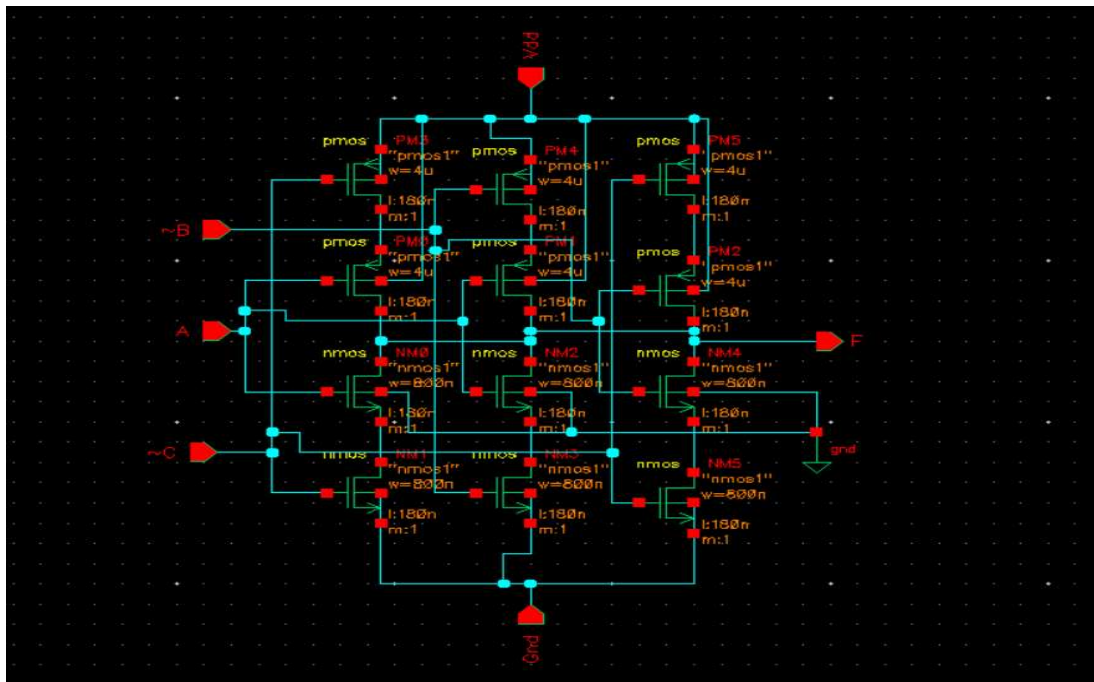 Vdd
pmos PM3
"pmos1"
w=4u
l:180n
m:1
pmos PM4
"pmos1"
w=4u
l:180n
m:1
pmos PM5
"pmos1"
w=4u
l:180n
m:1
~B
pmos PM0
"pmos1"
w=4u
l:180n
m:1
PM1
"pmos1"
w=4u
l:180n
m:1
pmos PM2
"pmos1"
w=4u
l:180n
m:1
A
F
nmos NM0
"nmos1"
w=800n
l:180n
m:1
nmos NM2
"nmos1"
w=800n
l:180n
m:1
nmos NM4
"nmos1"
w=800n
l:180n
m:1
gnd
~C
nmos NM1
"nmos1"
w=800n
l:180n
m:1
nmos NM3
"nmos1"
w=800n
l:180n
m:1
nmos NM5
"nmos1"
w=800n
l:180n
m:1
Gnd